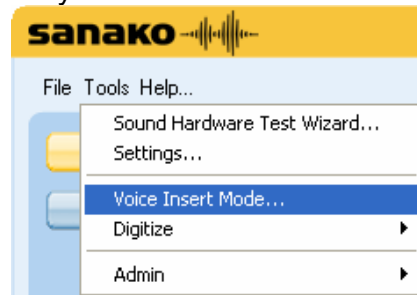 sanako
File Tools Help...
Sound Hardware Test Wizard...
Settings...
Voice Insert Mode...
Digitize
Admin